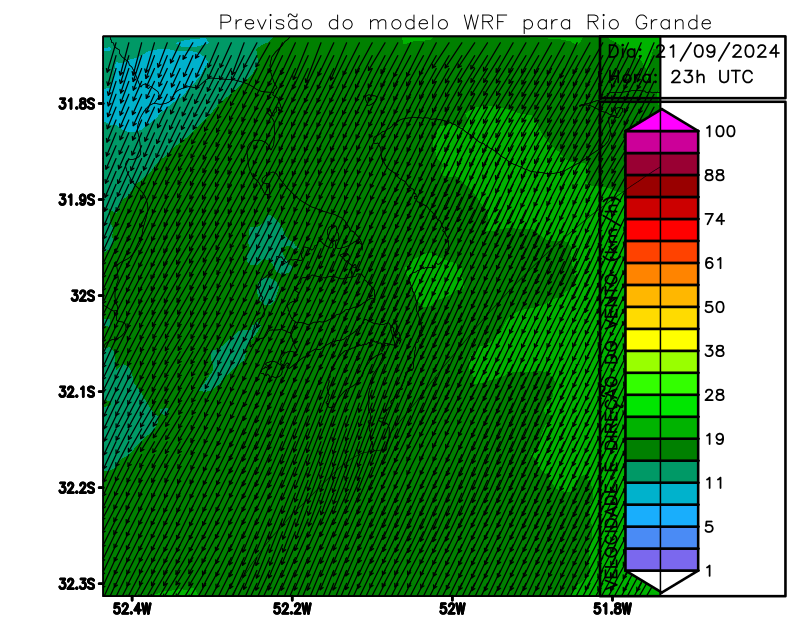 Previsão do modelo WRF para Rio Grande
Dia: 21/09/2024
Hora: 23h UTC
31.8S
31.9S
32S
32.1S
32.2S
32.3S
52.4W
52.2W
52W
51.8W
VELOCIDADE E DIREÇÃO DO VENTO (km/h)
100
88
74
61
50
38
28
19
11
5
1